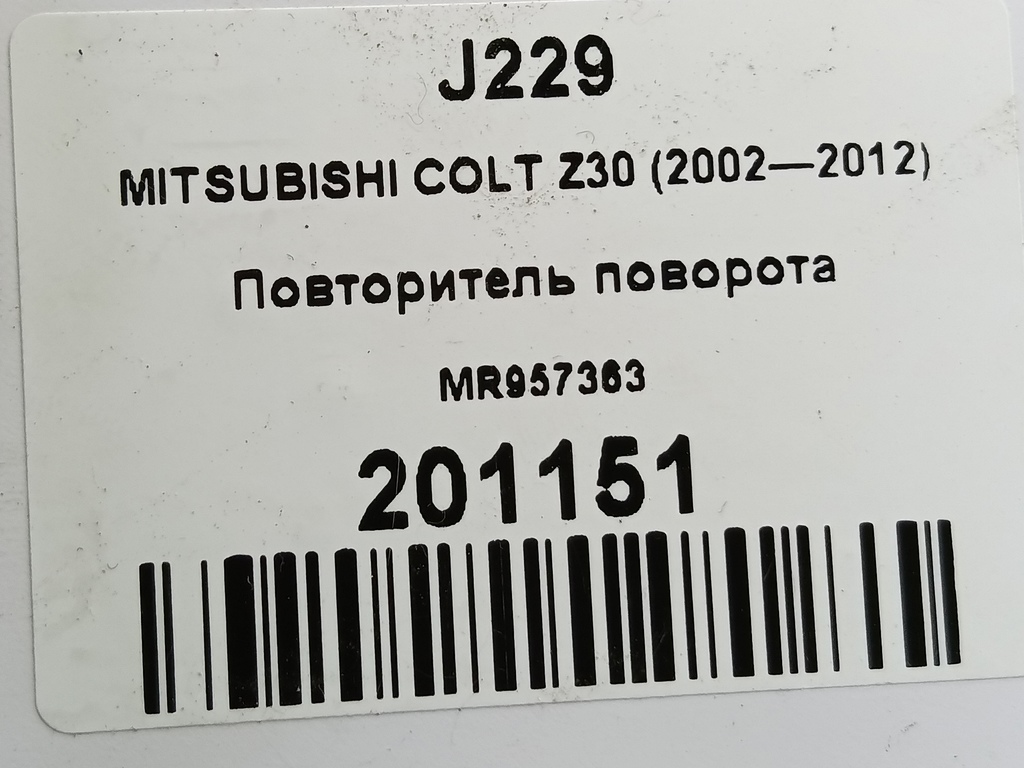 J229
MITSUBISHI COLT Z30 (2002—2012)
Повторитель поворота
MR957363
201151